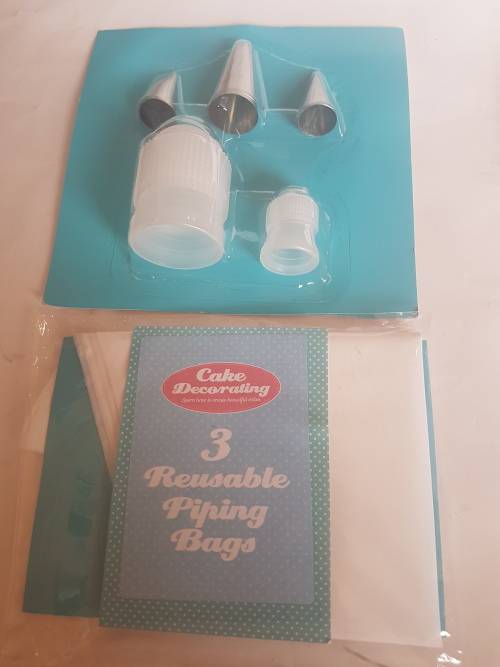 Cake
Decorating
learn how to create beautiful cakes
3
Reusable
Piping
Bags